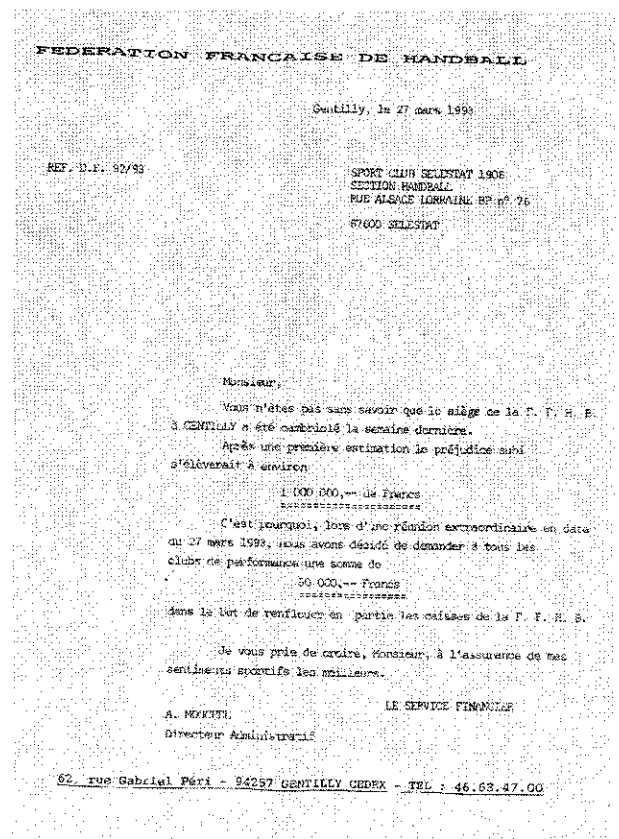 FEDERATION FRANCAISE DE HANDBALL
Gentilly, le 27 mars 1993
REF. D.F. 92/93
SPORT CLUB SELESTAT 1906
SECTION HANDBALL
RUE ALSACE LORRAINE BP n° 76
67600 SELESTAT
Monsieur,
Vous n'êtes pas sans savoir que le siège de la F. F. H. B.
à GENTILLY a été cambriolé la semaine dernière.
Après une première estimation le préjudice subi
s'élèverait à environ
1 000 000,-- de Francs
====================
C'est pourquoi, lors d'une réunion extraordinaire en date
du 27 mars 1993, nous avons décidé de demander à tous les
clubs de performance une somme de
50 000,-- Francs
================
dans le but de renflouer en partie les caisses de la F. F. H. B.
Je vous prie de croire, Monsieur, à l'assurance de mes
sentiments sportifs les meilleurs.
LE SERVICE FINANCIER
A.
Directeur Administratif
62, rue Gabriel Péri - 94257 GENTILLY CEDEX - TEL : 46.63.47.00